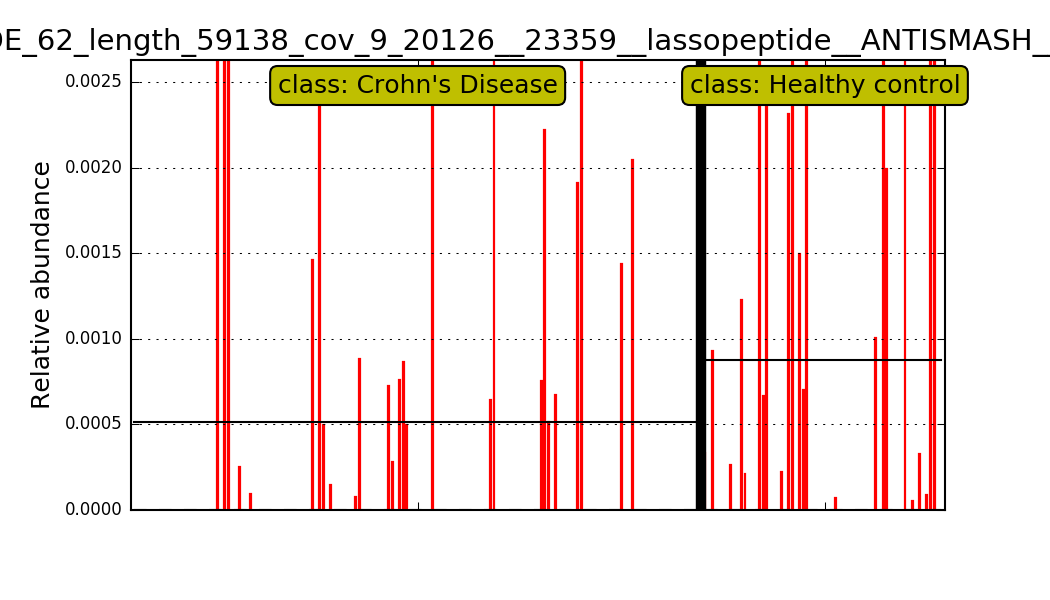 DE_62_length_59138_cov_9_20126__23359__lassopeptide__ANTISMASH__
class: Crohn's Disease
class: Healthy control
Relative abundance
0.0025
0.0020
0.0015
0.0010
0.0005
0.0000